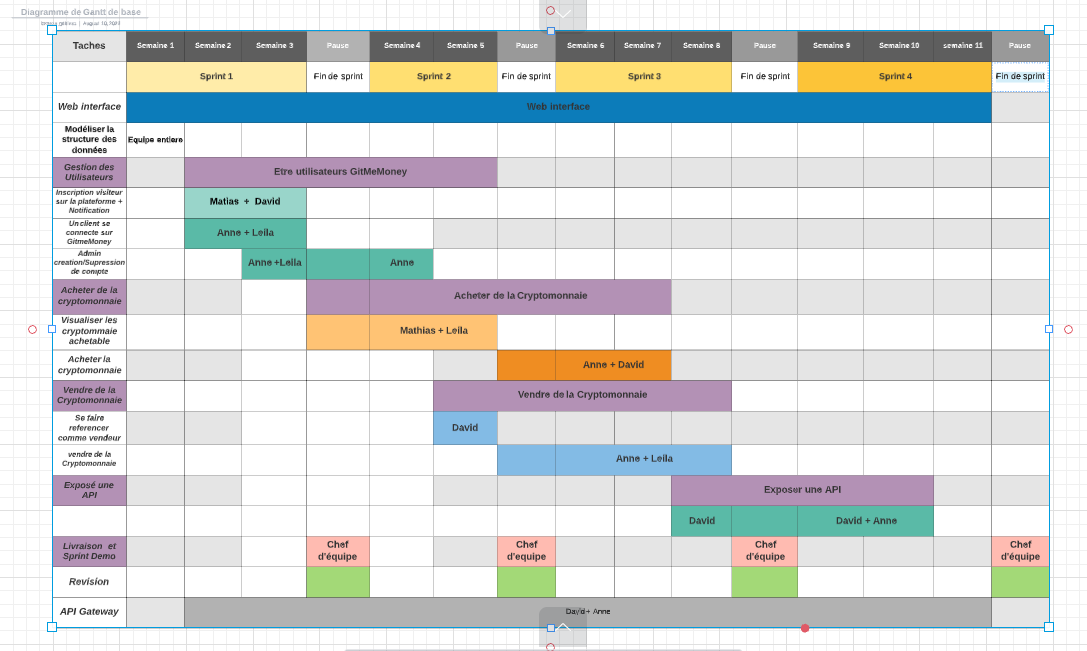 Diagramme de Gantt de base
Taches
Semaine 1
Semaine 2
Semaine 3
Pause
Semaine 4
Semaine 5
Pause
Semaine 6
Semaine 7
Semaine 8
Pause
Semaine 9
Semaine 10
semaine 11
Pause
Sprint 1
Fin de sprint
Sprint 2
Fin de sprint
Sprint 3
Fin de sprint
Sprint 4
Fin de sprint
Web interface
Web interface
Modéliser la
structure des
données
Equipe entiere
Gestion des
Utilisateurs
Etre utilisateurs GitMeMoney
Inscription visiteur
sur la plateforme +
Notification
Matias + David
Un client se
connecte sur
GitmeMoney
Anne + Leila
Admin
creation/Supression
de compte
Anne +Leila
Anne
Acheter de la
cryptomonnaie
Acheter de la Cryptomonnaie
Visualiser les
cryptommaie
achetable
Mathias + Leila
Acheter la
cryptomonnaie
Anne + David
Vendre de la
Cryptomonnaie
Vendre de la Cryptomonnaie
Se faire
referencer
comme vendeur
David
vendre de la
Cryptomonnaie
Anne + Leila
Exposé une
API
Exposer une API
David
David + Anne
Livraison et
Sprint Demo
Chef
d'équipe
Chef
d'equipe
Chef
d'équipe
Chef
d'équipe
Revision
API Gateway
David + Anne